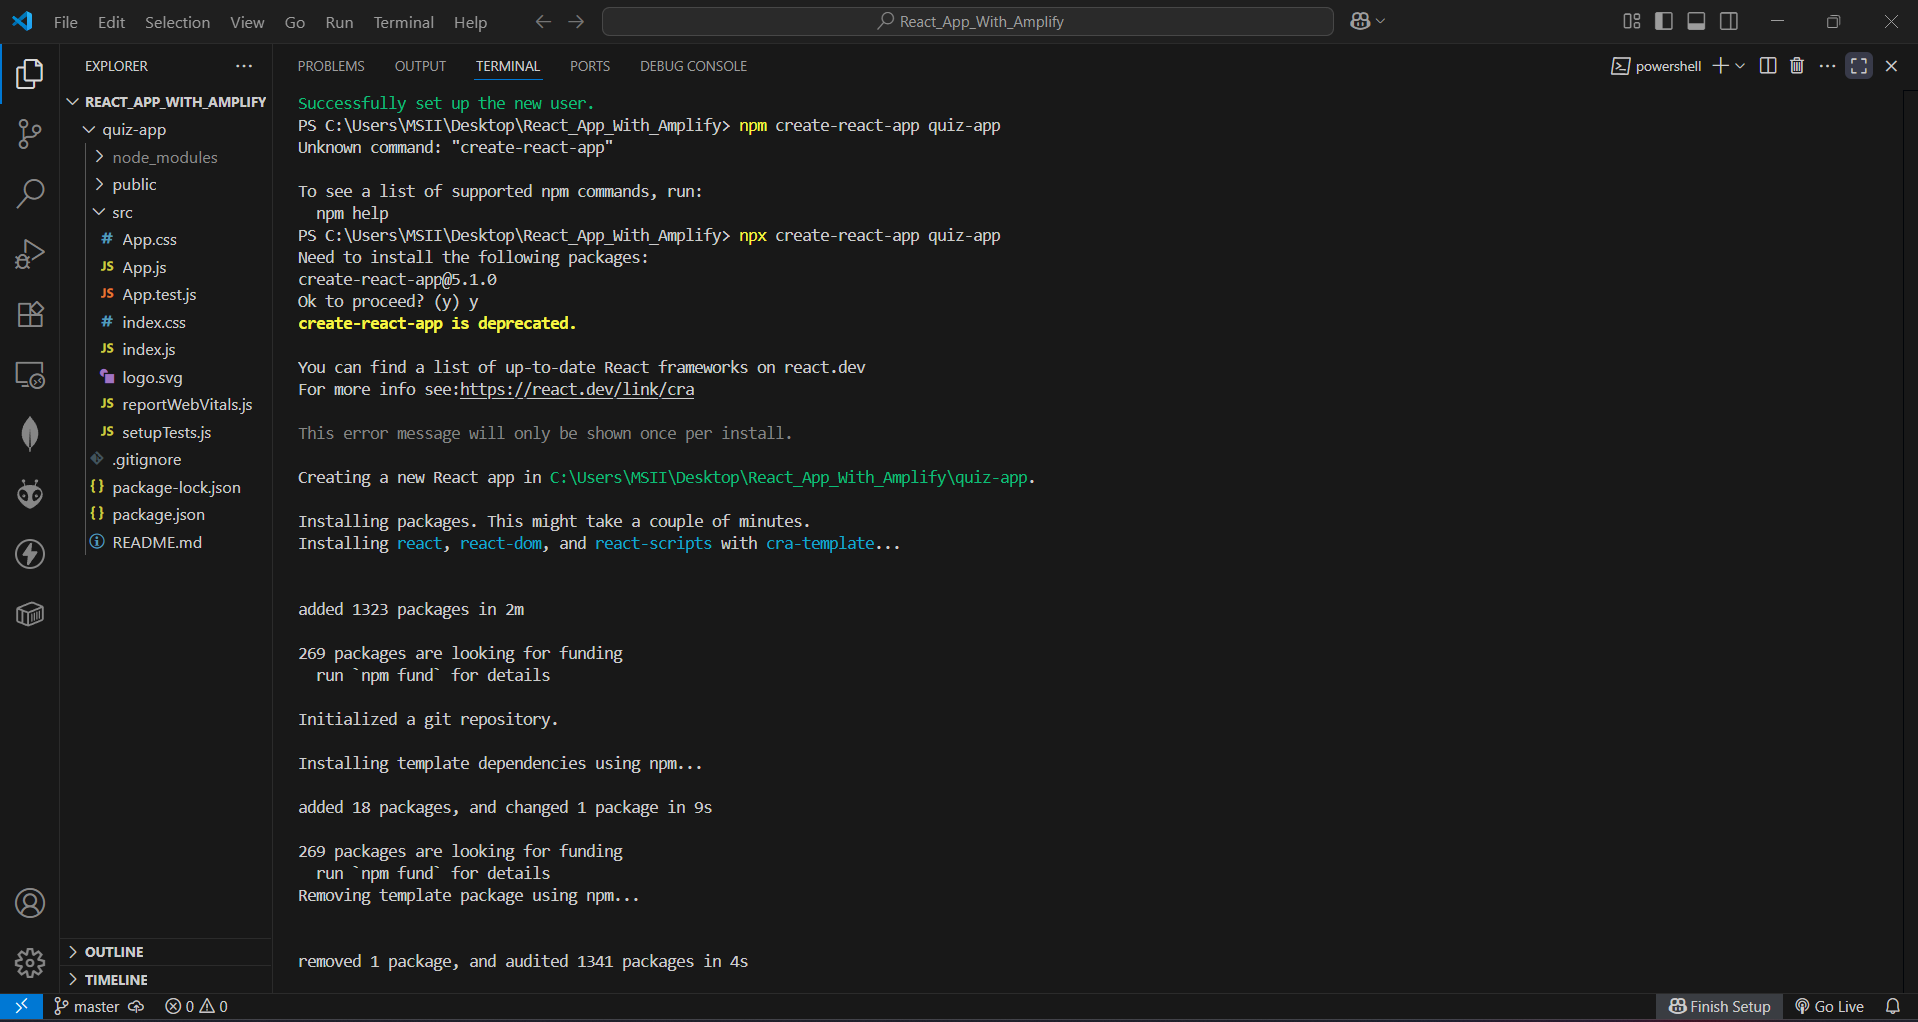 File Edit Selection View Go Run Terminal Help
React_App_With_Amplify
EXPLORER
REACT_APP_WITH_AMPLIFY
quiz-app
node_modules
public
src
# App.css
JS App.js
JS App.test.js
# index.css
JS index.js
logo.svg
JS reportWebVitals.js
JS setupTests.js
.gitignore
{} package-lock.json
{} package.json
README.md
OUTLINE
TIMELINE
PROBLEMS OUTPUT TERMINAL PORTS DEBUG CONSOLE
powershell
Successfully set up the new user.
PS C:\Users\MSII\Desktop\React_App_With_Amplify> npm create-react-app quiz-app
Unknown command: "create-react-app"
To see a list of supported npm commands, run:
npm help
PS C:\Users\MSII\Desktop\React_App_With_Amplify> npx create-react-app quiz-app
Need to install the following packages:
create-react-app@5.1.0
Ok to proceed? (y) y
create-react-app is deprecated.
You can find a list of up-to-date React frameworks on react.dev
For more info see:https://react.dev/link/cra
This error message will only be shown once per install.
Creating a new React app in C:\Users\MSII\Desktop\React_App_With_Amplify\quiz-app.
Installing packages. This might take a couple of minutes.
Installing react, react-dom, and react-scripts with cra-template...
added 1323 packages in 2m
269 packages are looking for funding
run `npm fund` for details
Initialized a git repository.
Installing template dependencies using npm...
added 18 packages, and changed 1 package in 9s
269 packages are looking for funding
run `npm fund` for details
Removing template package using npm...
removed 1 package, and audited 1341 packages in 4s
master 0 0 Finish Setup Go Live